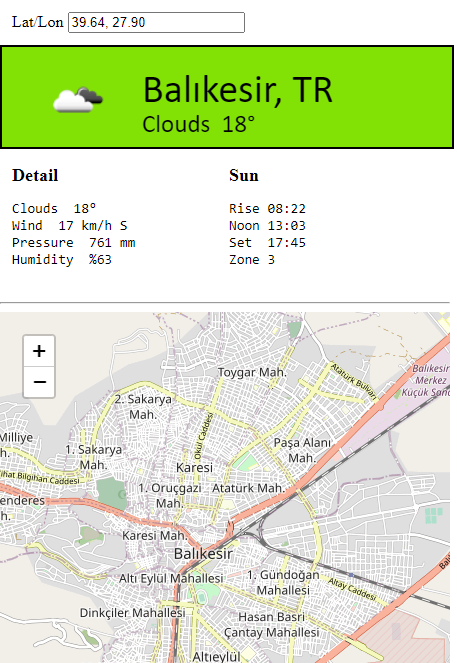 Lat/Lon 39.64, 27.90
Balıkesir, TR
Clouds 18°
Detail
Clouds 18°
Wind 17 km/h S
Pressure 761 mm
Humidity %63
Sun
Rise 08:22
Noon 13:03
Set 17:45
Zone 3
+
−
Toygar Mah.
Atatürk Bulvarı
Balıkesir
Merkez
Küçük Sana
2. Sakarya
Mah.
Okul Caddesi
Milliye
h.
1. Sakarya
Mah.
Paşa Alanı
Mah.
Karesi
ihat Bilgihan Caddesi
1. Oruçgazi
Mah.
Atatürk Mah.
enderes
h.
Karesi Mah.
Balıkesir
Altı Eylül Mahallesi
1. Gündoğan
Mahallesi
Altay Caddesi
Dinkçiler Mahallesi
Hasan Basri
Çantay Mahallesi
Altıeylül